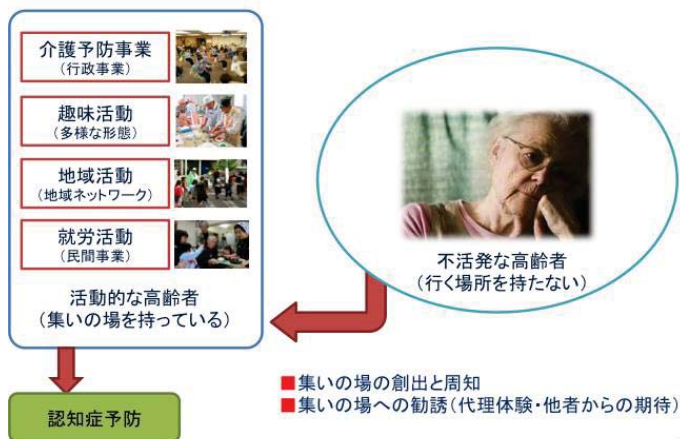 介護予防事業
(行政事業)
趣味活動
(多様な形態)
地域活動
(地域ネットワーク)
就労活動
(民間事業)
活動的な高齢者
(集いの場を持っている)
認知症予防
不活発な高齢者
(行く場所を持たない)
■集いの場の創出と周知
■集いの場への勧誘(代理体験・他者からの期待)